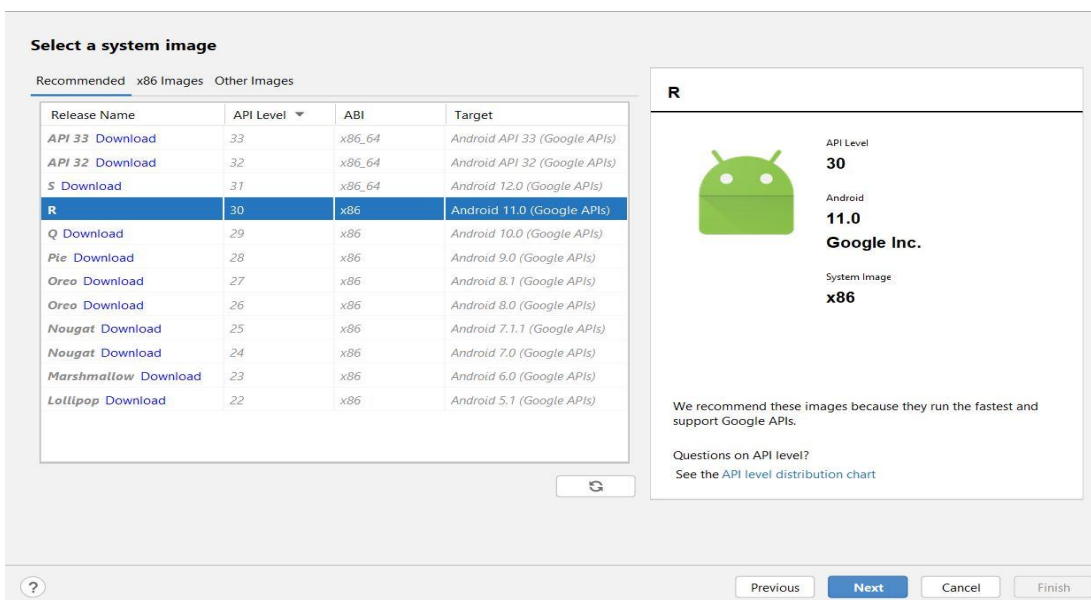 Select a system image
Recommended x86 Images Other Images
Release Name API Level ABI Target
API 33 Download 33 x86_64 Android API 33 (Google APIs)
API 32 Download 32 x86_64 Android API 32 (Google APIs)
S Download 31 x86_64 Android 12.0 (Google APIs)
R 30 x86 Android 11.0 (Google APIs)
Q Download 29 x86 Android 10.0 (Google APIs)
Pie Download 28 x86 Android 9.0 (Google APIs)
Oreo Download 27 x86 Android 8.1 (Google APIs)
Oreo Download 26 x86 Android 8.0 (Google APIs)
Nougat Download 25 x86 Android 7.1.1 (Google APIs)
Nougat Download 24 x86 Android 7.0 (Google APIs)
Marshmallow Download 23 x86 Android 6.0 (Google APIs)
Lollipop Download 22 x86 Android 5.1 (Google APIs)
R
API Level
30
Android
11.0
Google Inc.
System Image
x86
We recommend these images because they run the fastest and
support Google APIs.
Questions on API level?
See the API level distribution chart
? Previous Next Cancel Finish